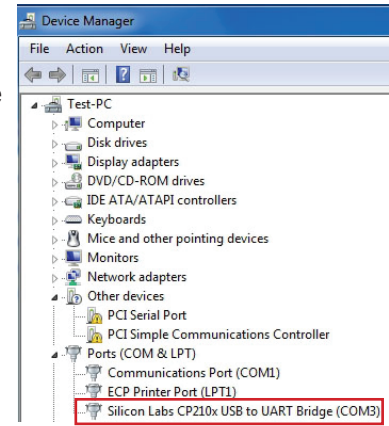 Device Manager
File Action View Help
e
Test-PC
Computer
Disk drives
Display adapters
DVD/CD-ROM drives
IDE ATA/ATAPI controllers
Keyboards
Mice and other pointing devices
Monitors
Network adapters
Other devices
PCI Serial Port
PCI Simple Communications Controller
Ports (COM & LPT)
Communications Port (COM1)
ECP Printer Port (LPT1)
Silicon Labs CP210x USB to UART Bridge (COM3)